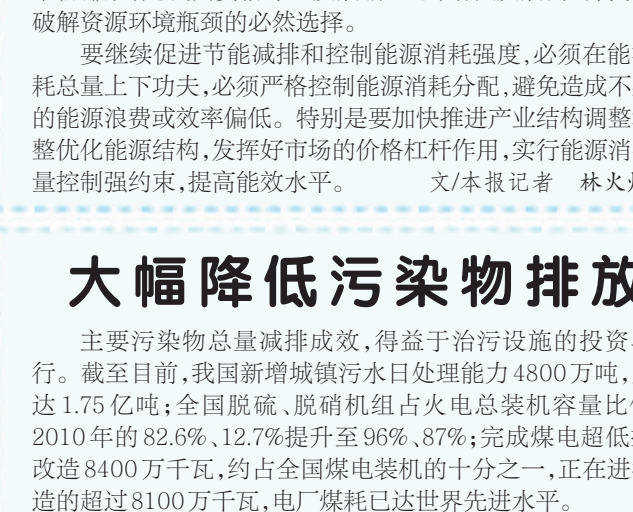 破解资源环境瓶颈的必然选择。
要继续促进节能减排和控制能源消耗强度,必须在能
耗总量上下功夫,必须严格控制能源消耗分配,避免造成不
的能源浪费或效率偏低。特别是要加快推进产业结构调整
整优化能源结构,发挥好市场的价格杠杆作用,实行能源消
量控制强约束,提高能效水平。 文/本报记者 林火
大幅降低污染物排放
主要污染物总量减排成效,得益于治污设施的投资
行。截至目前,我国新增城镇污水日处理能力4800万吨,
达1.75亿吨;全国脱硫、脱硝机组占火电总装机容量比
2010年的82.6%、12.7%提升至96%、87%;完成煤电超低
改造8400万千瓦,约占全国煤电装机的十分之一,正在进
造的超过8100万千瓦,电厂煤耗已达世界先进水平。